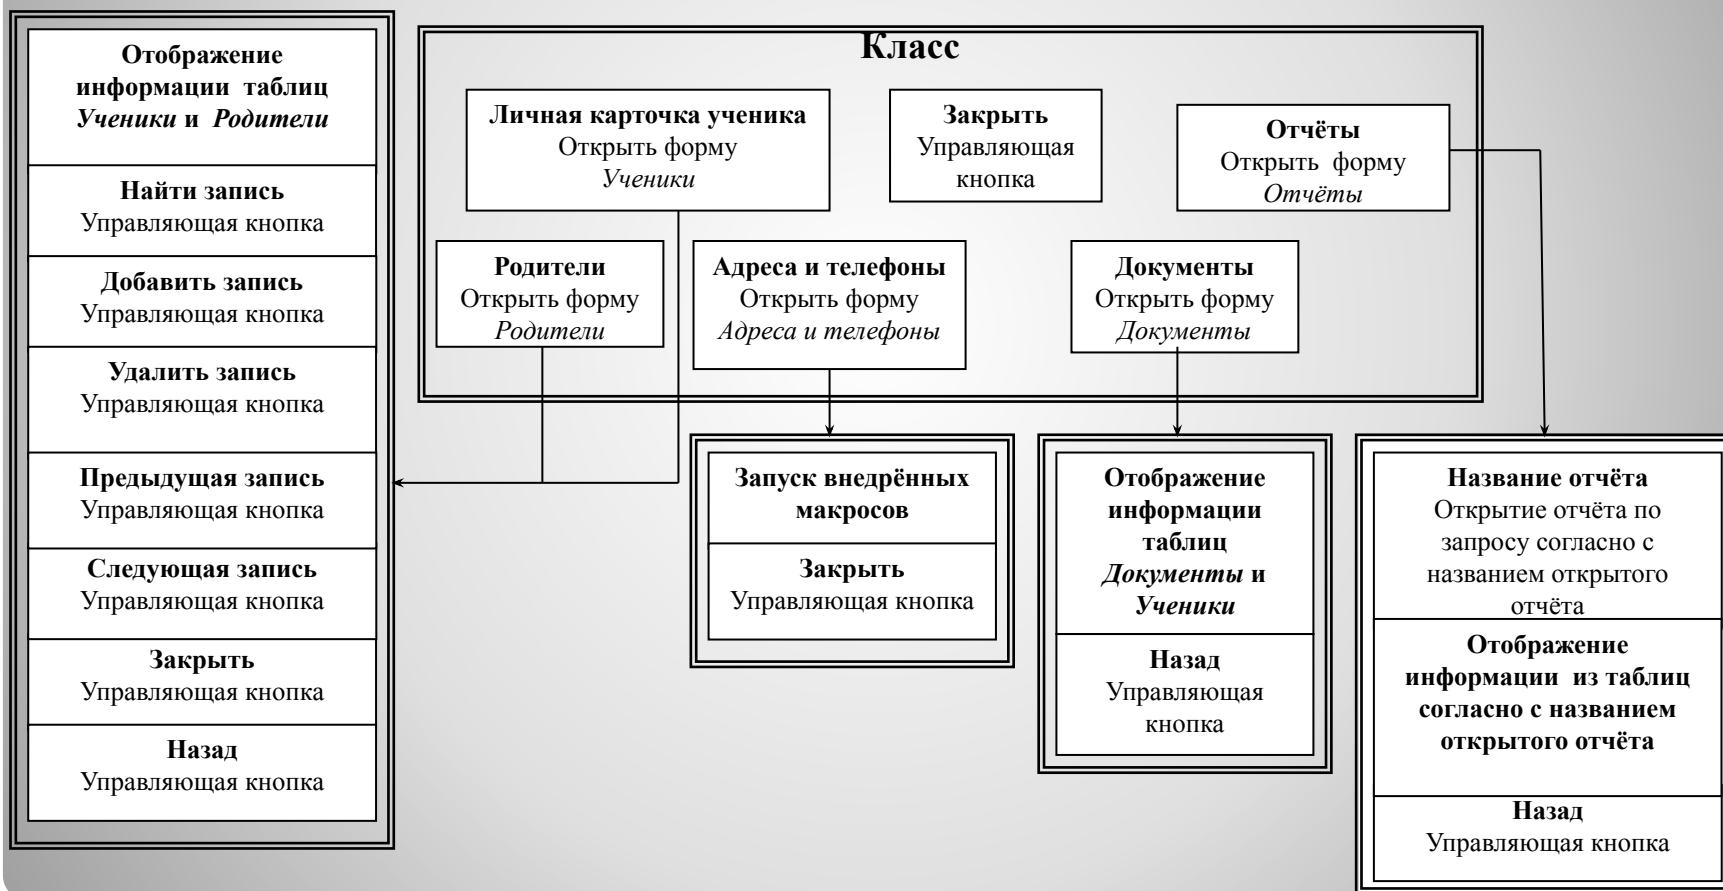 Отображение
информации таблиц
Ученики и Родители
Найти запись
Управляющая кнопка
Добавить запись
Управляющая кнопка
Удалить запись
Управляющая кнопка
Предыдущая запись
Управляющая кнопка
Следующая запись
Управляющая кнопка
Закрыть
Управляющая кнопка
Назад
Управляющая кнопка
Класс
Личная карточка ученика
Открыть форму
Ученики
Закрыть
Управляющая
кнопка
Отчёты
Открыть форму
Отчёты
Родители
Открыть форму
Родители
Адреса и телефоны
Открыть форму
Адреса и телефоны
Документы
Открыть форму
Документы
Запуск внедрённых
макросов
Закрыть
Управляющая кнопка
Отображение
информации
таблиц
Документы и
Ученики
Назад
Управляющая
кнопка
Название отчёта
Открытие отчёта по
запросу согласно с
названием открытого
отчёта
Отображение
информации из таблиц
согласно с названием
открытого отчёта
Назад
Управляющая кнопка